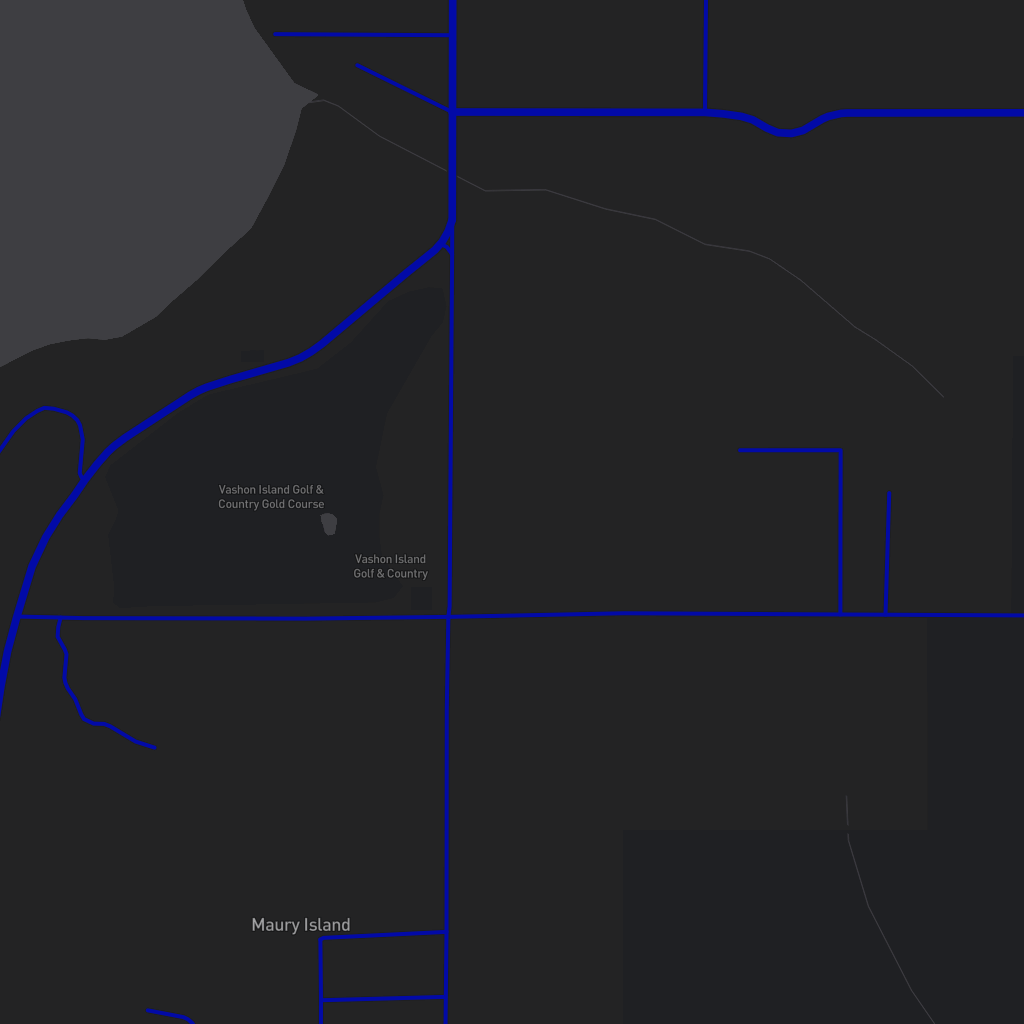 Vashon Island Golf &
Country Gold Course
Vashon Island
Golf & Country
Maury Island